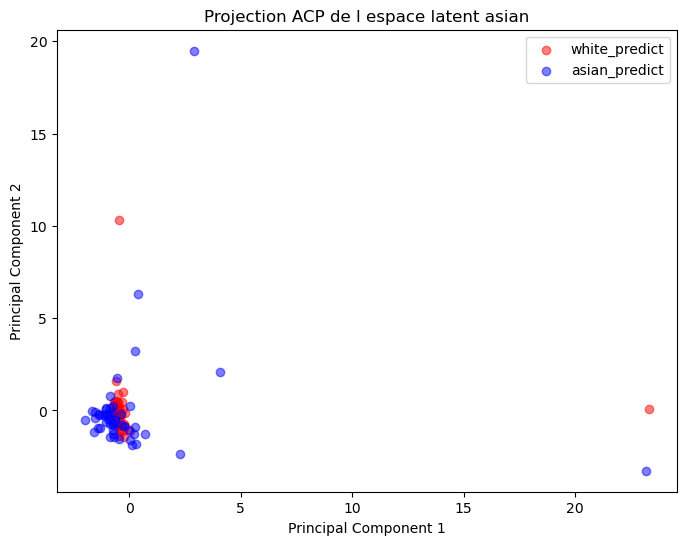 Projection ACP de l espace latent asian
white_predict
asian_predict
20
15
10
5
0
Principal Component 2
0
5
10
15
20
Principal Component 1